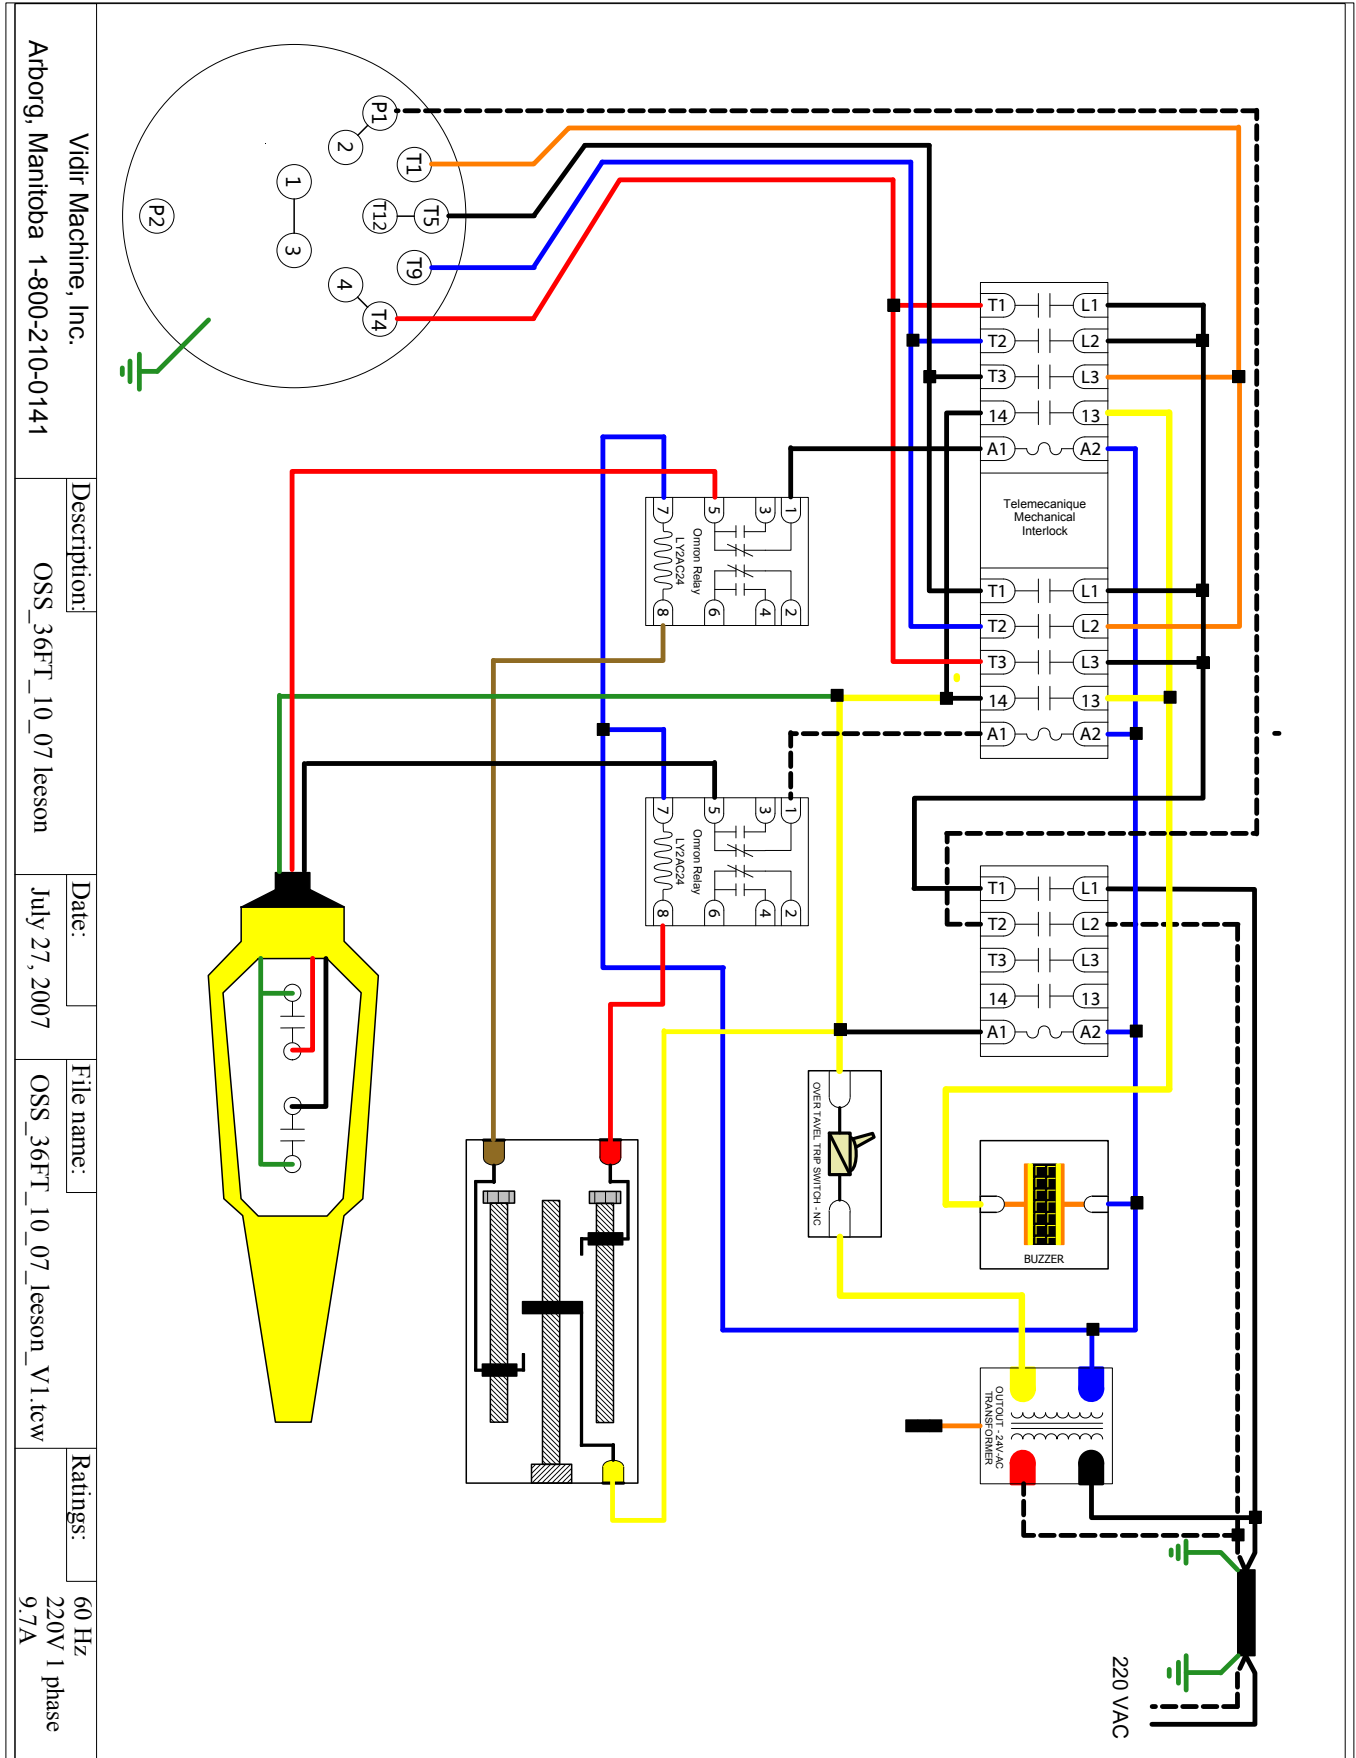 P1
2
T1
1
T12
T5
P2
3
T9
4
T4
T1
L1
T2
L2
T3
L3
14
13
A1
A2
Telemecanique
Mechanical
Interlock
T1
L1
T2
L2
T3
L3
14
13
A1
A2
7
5
3
1
Omron Relay
LY2AC24
8
6
4
2
7
5
3
1
Omron Relay
LY2AC24
8
6
4
2
T1
L1
T2
L2
T3
L3
14
13
A1
A2
OVER TAVEL TRIP SWITCH - NC
BUZZER
OUTOUT - 24V-AC
TRANSFORMER
220 VAC
Vidir Machine, Inc.
Arborg, Manitoba 1-800-210-0141
Description:
OSS_36FT_10_07 leeson
Date:
July 27, 2007
File name:
OSS_36FT_10_07_leeson_V1.tcw
Ratings:
60 Hz
220V 1 phase
9.7A